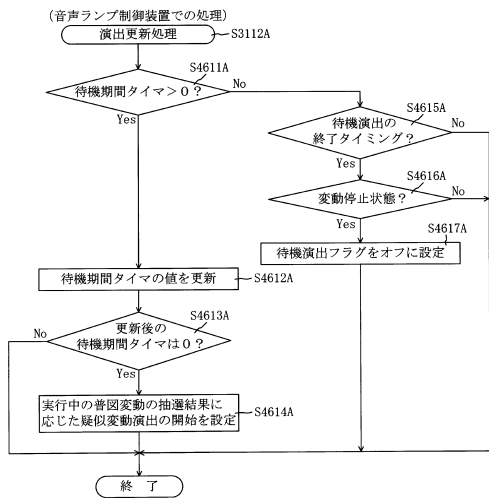 （音声ランプ制御装置での処理）
演出更新処理
S3112A
S4611A
待機期間タイマ＞0？
No
Yes
S4615A
待機演出の
終了タイミング？
No
Yes
S4616A
変動停止状態？
No
Yes
S4617A
待機演出フラグをオフに設定
待機期間タイマの値を更新
S4612A
S4613A
更新後の
待機期間タイマは0？
No
Yes
実行中の普図変動の抽選結果に
応じた疑似変動演出の開始を設定
S4614A
終　了